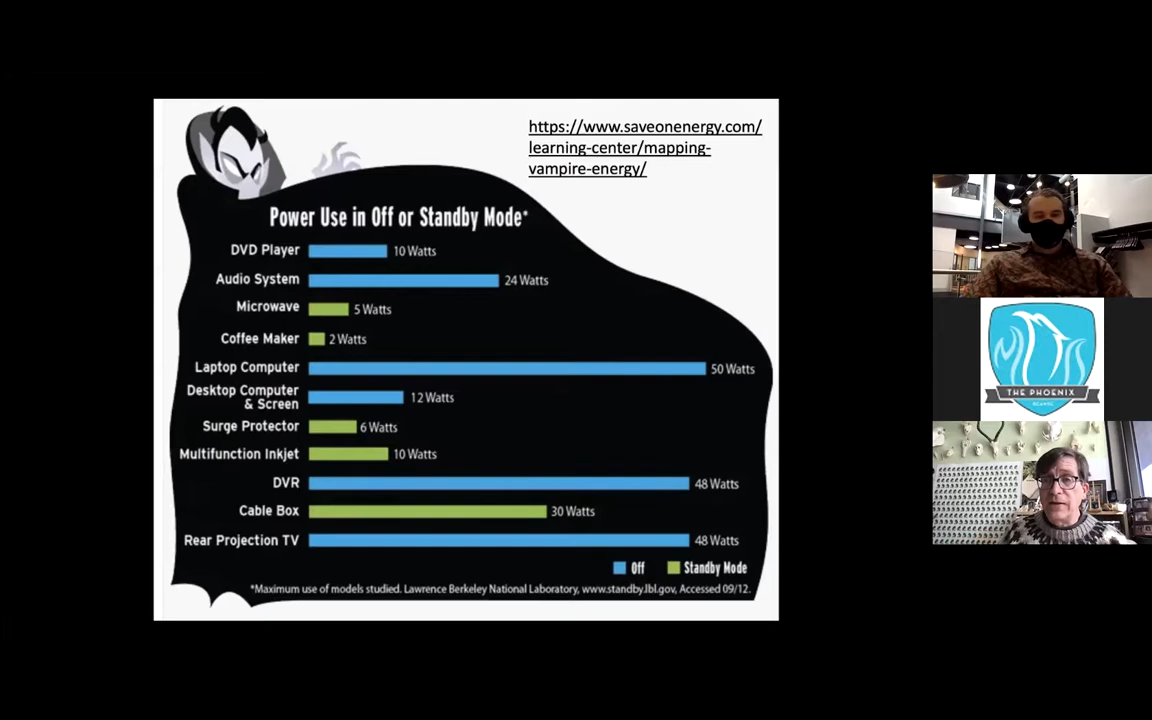 https://www.saveonenergy.com/
learning-center/mapping-
vampire-energy/
Power Use in Off or Standby Mode*
DVD Player 10 Watts
Audio System 24 Watts
Microwave 5 Watts
Coffee Maker 2 Watts
Laptop Computer 50 Watts
Desktop Computer
& Screen 12 Watts
Surge Protector 6 Watts
Multifunction Inkjet 10 Watts
DVR 48 Watts
Cable Box 30 Watts
Rear Projection TV 48 Watts
Off Standby Mode
*Maximum use of models studied. Lawrence Berkeley National Laboratory, www.standby.lbl.gov, Accessed 09/12.
THE PHOENIX